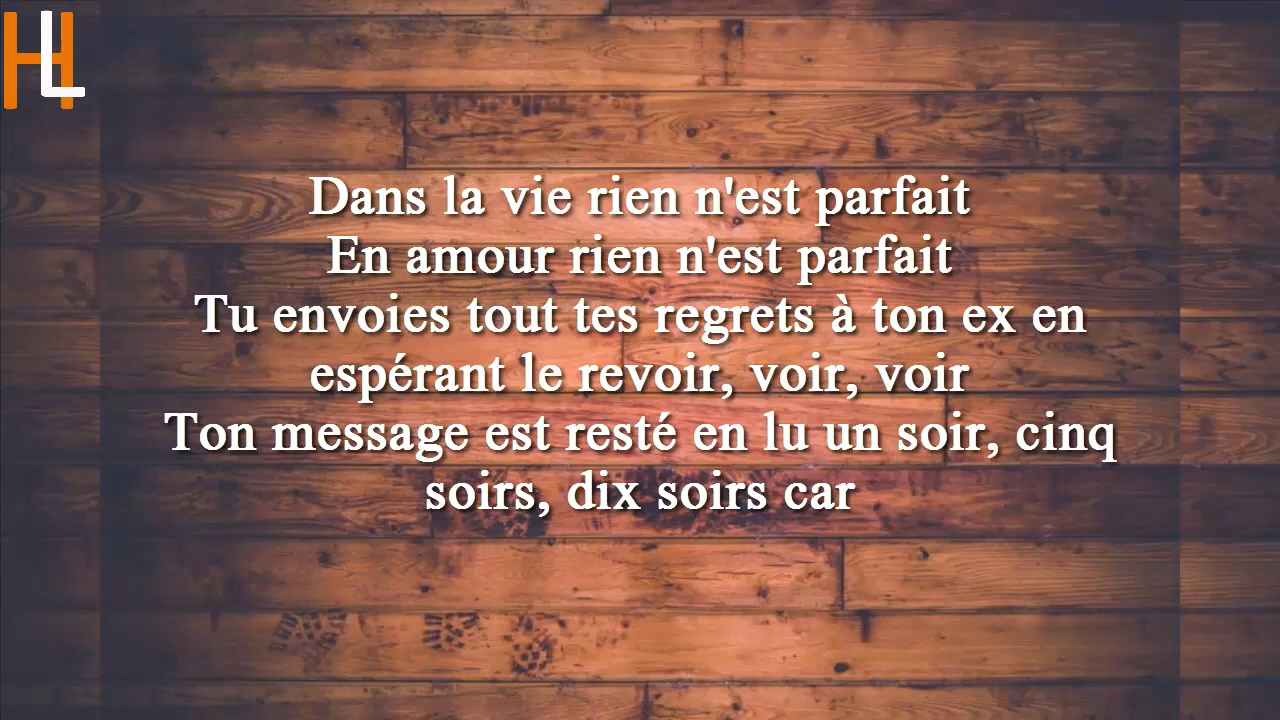 HL
Dans la vie rien n'est parfait
En amour rien n'est parfait
Tu envoies tout tes regrets à ton ex en
espérant le revoir, voir, voir
Ton message est resté en lu un soir, cinq
soirs, dix soirs car